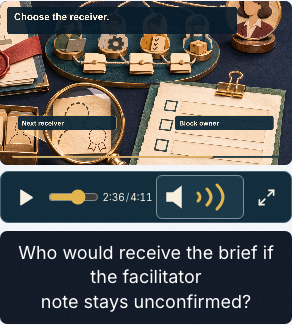 Choose the receiver.
Next receiver
Block owner
2:36/4:11
Who would receive the brief if
the facilitator
note stays unconfirmed?